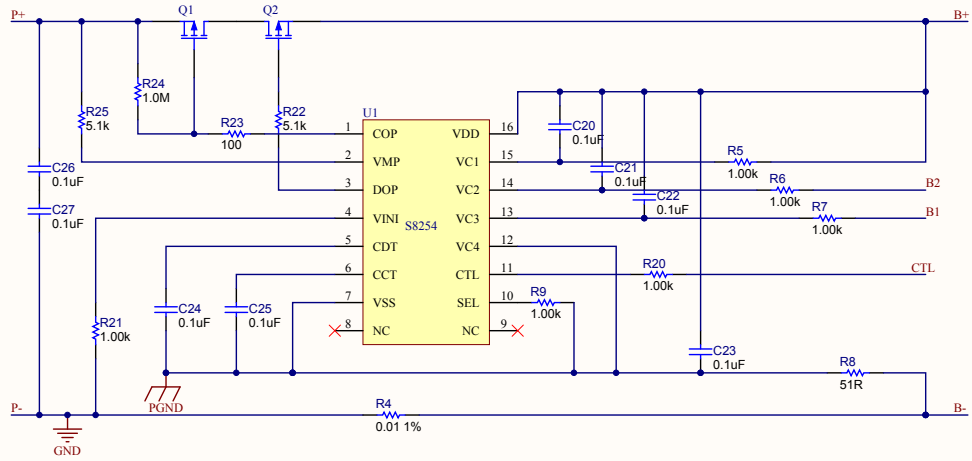 P+
Q1
Q2
B+
R24
1.0M
R25
5.1k
R23
100
R22
5.1k
U1
C26
0.1uF
C27
0.1uF
1
COP
VDD
16
2
VMP
VC1
15
3
DOP
VC2
14
4
VINI
VC3
13
S8254
5
CDT
VC4
12
6
CCT
CTL
11
7
VSS
SEL
10
8
NC
NC
9
C20
0.1uF
C21
0.1uF
C22
0.1uF
R5
1.00k
R6
1.00k
B2
R7
1.00k
B1
R20
1.00k
CTL
R9
1.00k
C24
0.1uF
C25
0.1uF
R21
1.00k
C23
0.1uF
R8
51R
PGND
P-
R4
0.01 1%
B-
GND